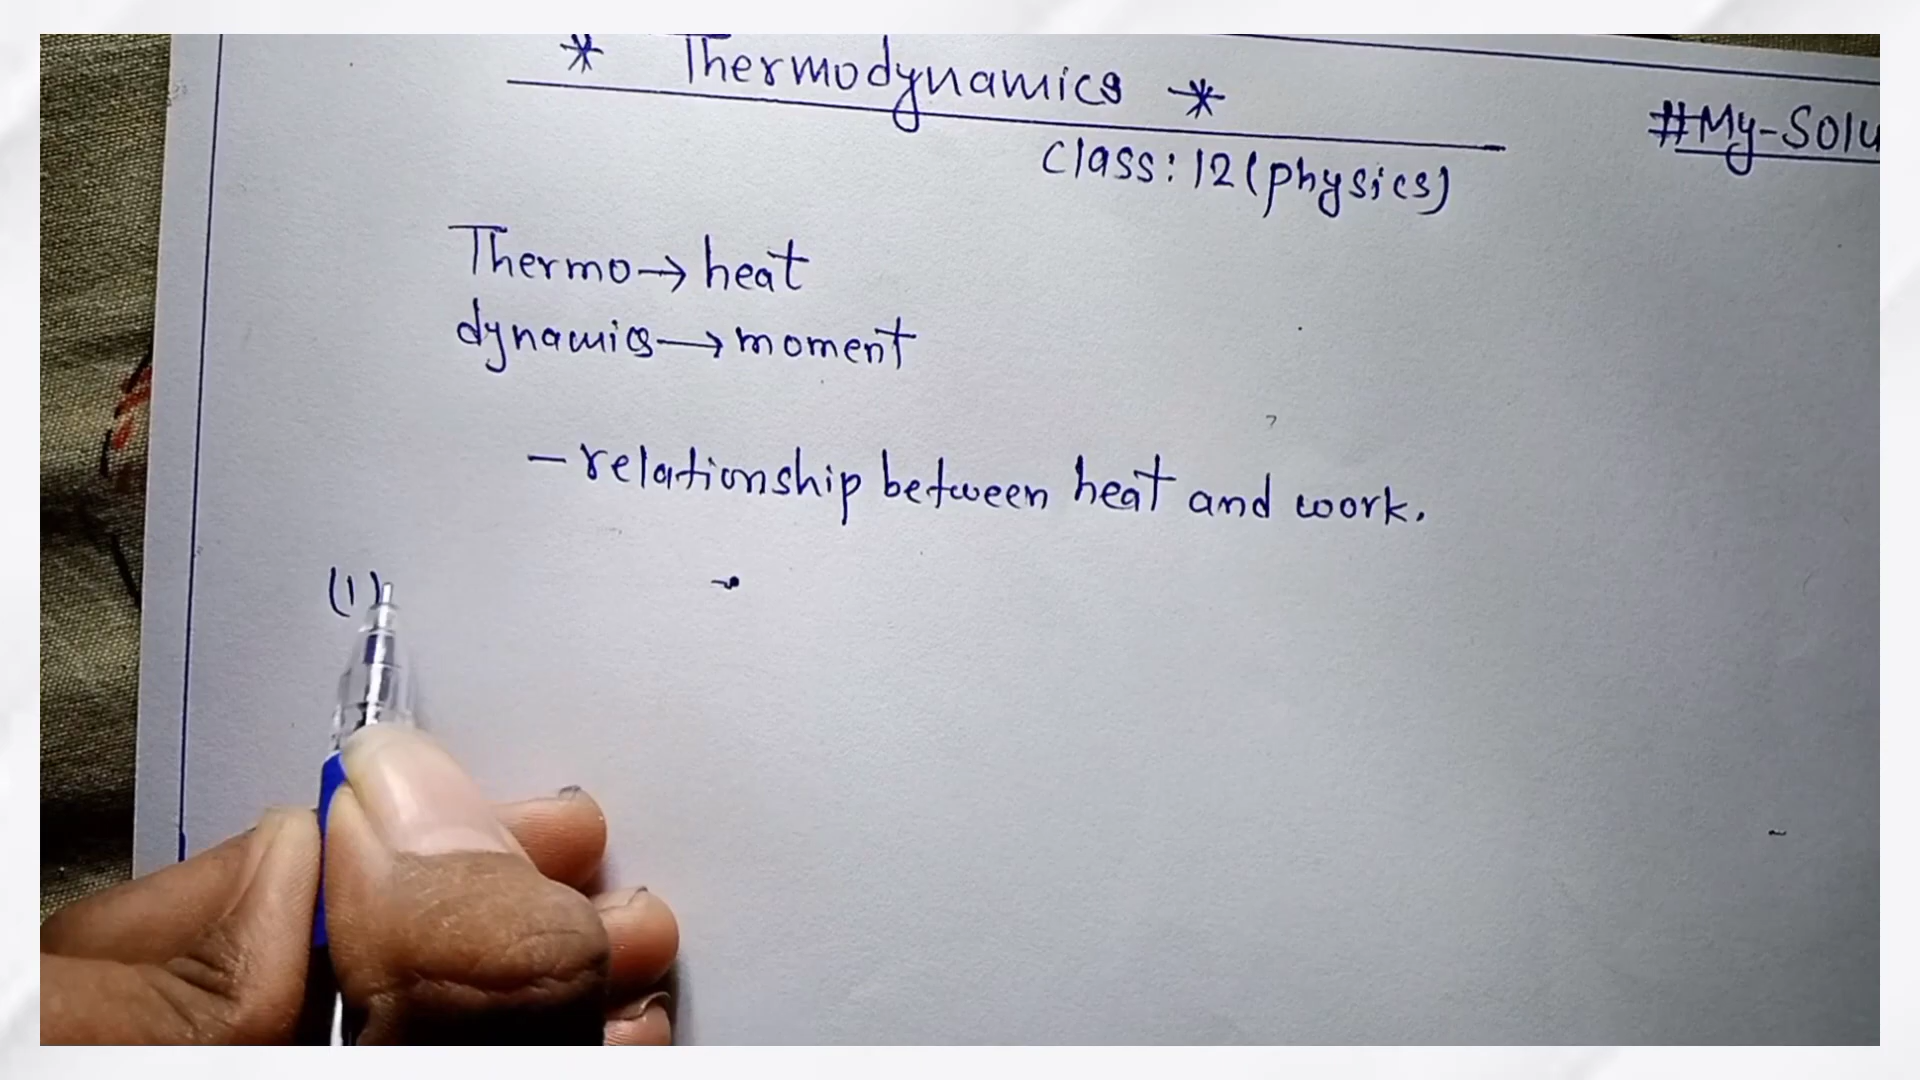 * Thermodynamics *
#My-Solu
Class: 12 (physics)
Thermo→heat
dynamics→moment
– relationship between heat and work.
(1)